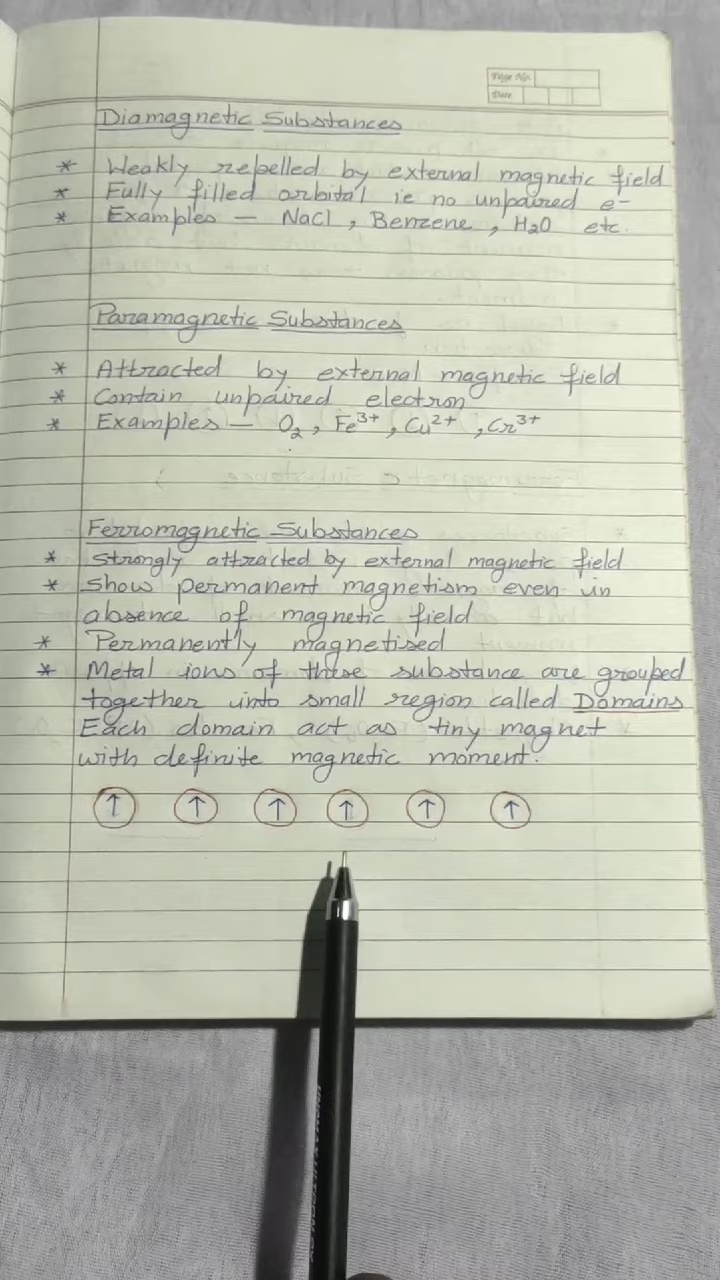 Page No.
Date
Diamagnetic Substances
* Weakly repelled by external magnetic field
* Fully filled orbital ie no unpaired e-
* Examples — NaCl, Benzene, H₂O etc.
Paramagnetic Substances
* Attracted by external magnetic field
* Contain unpaired electron
* Examples — O₂, Fe³⁺, Cu²⁺, Cr³⁺
Ferromagnetic Substances
* Strongly attracted by external magnetic field
* Show permanent magnetism even in
absence of magnetic field
* Permanently magnetised
* Metal ions of these substance are grouped
together into small region called Domains
Each domain act as tiny magnet
with definite magnetic moment.
↑ ↑ ↑ ↑ ↑ ↑